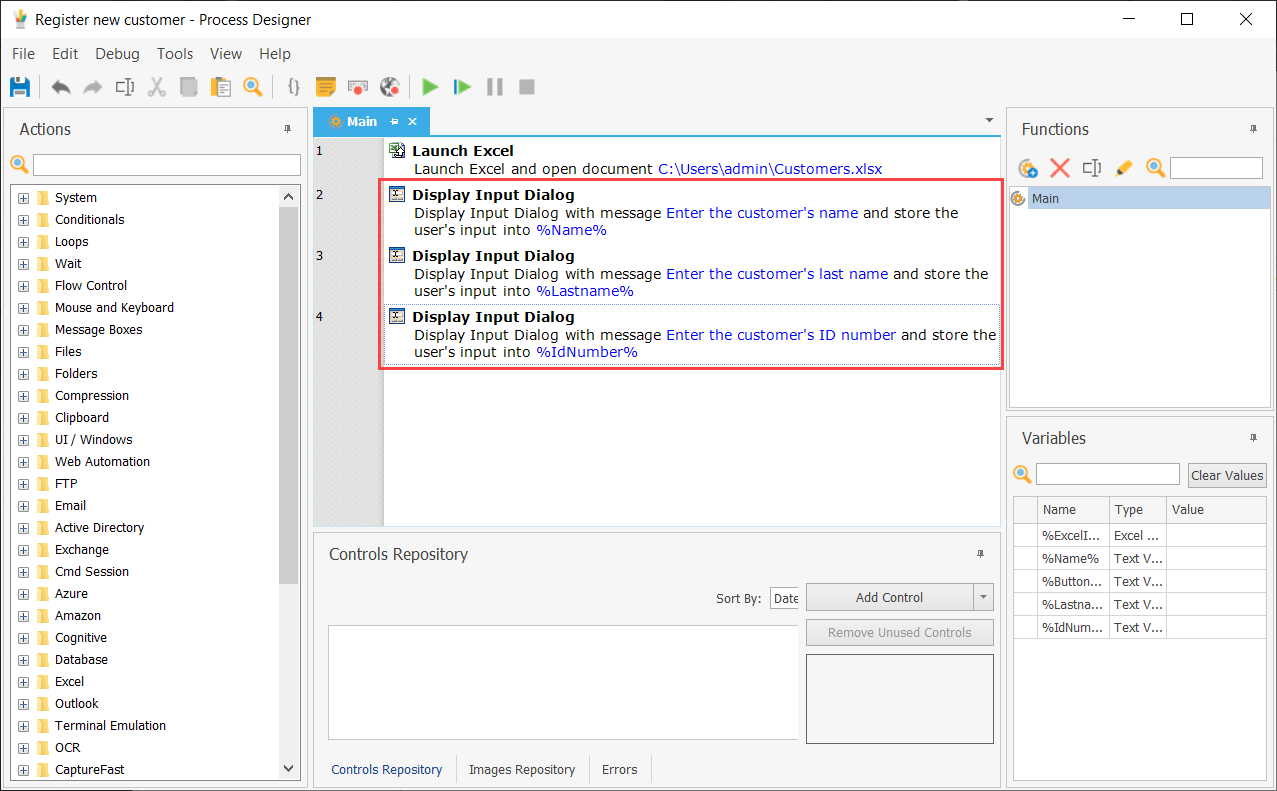 Register new customer - Process Designer
File Edit Debug Tools View Help
Actions
System
Conditionals
Loops
Wait
Flow Control
Mouse and Keyboard
Message Boxes
Files
Folders
Compression
Clipboard
UI / Windows
Web Automation
FTP
Email
Active Directory
Exchange
Cmd Session
Azure
Amazon
Cognitive
Database
Excel
Outlook
Terminal Emulation
OCR
CaptureFast
Main
1 Launch Excel
Launch Excel and open document C:\Users\admin\Customers.xlsx
2 Display Input Dialog
Display Input Dialog with message Enter the customer's name and store the
user's input into %Name%
3 Display Input Dialog
Display Input Dialog with message Enter the customer's last name and store the
user's input into %Lastname%
4 Display Input Dialog
Display Input Dialog with message Enter the customer's ID number and store the
user's input into %IdNumber%
Controls Repository
Sort By: Date
Add Control
Remove Unused Controls
Controls Repository Images Repository Errors
Functions
Main
Variables
Clear Values
Name Type Value
%ExcelI... Excel ...
%Name% Text V...
%Button... Text V...
%Lastna... Text V...
%IdNum... Text V...